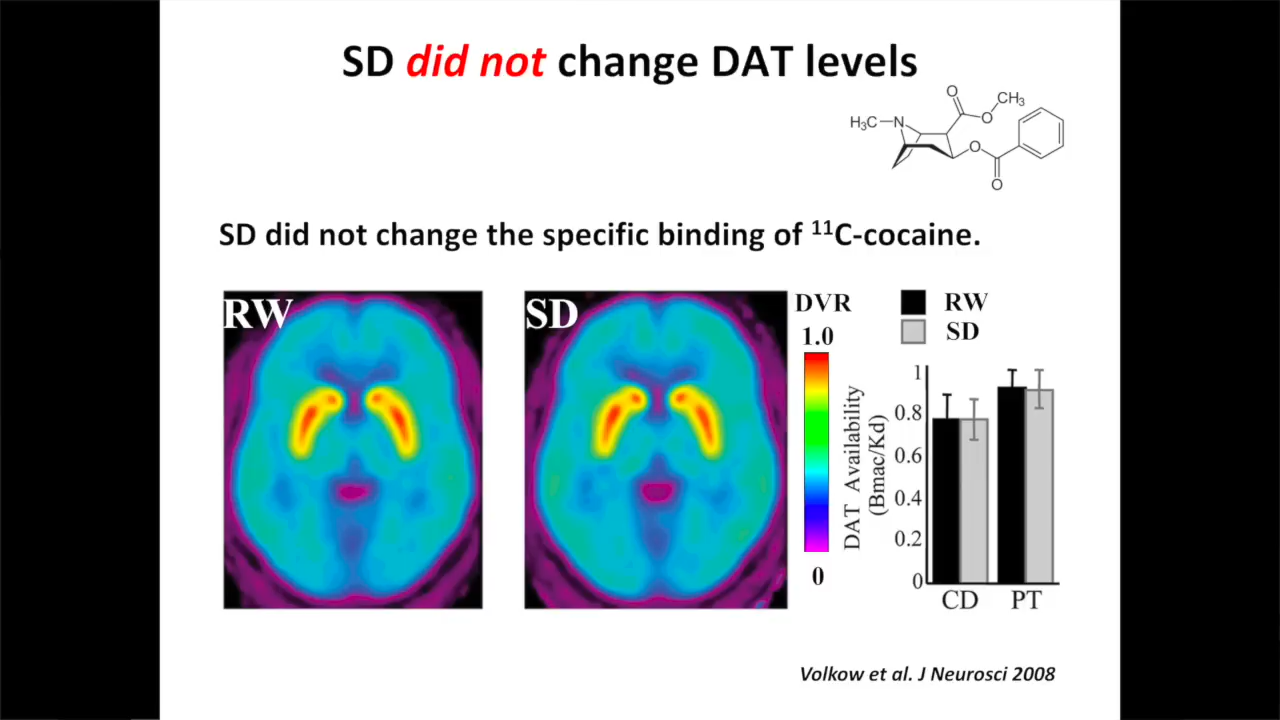 SD did not change DAT levels
O
CH3
H3C
N
O
O
O
SD did not change the specific binding of 11C-cocaine.
RW
SD
DVR
1.0
0
RW
SD
DAT Availability
(Bmac/Kd)
1
0.8
0.6
0.4
0.2
0
CD
PT
Volkow et al. J Neurosci 2008